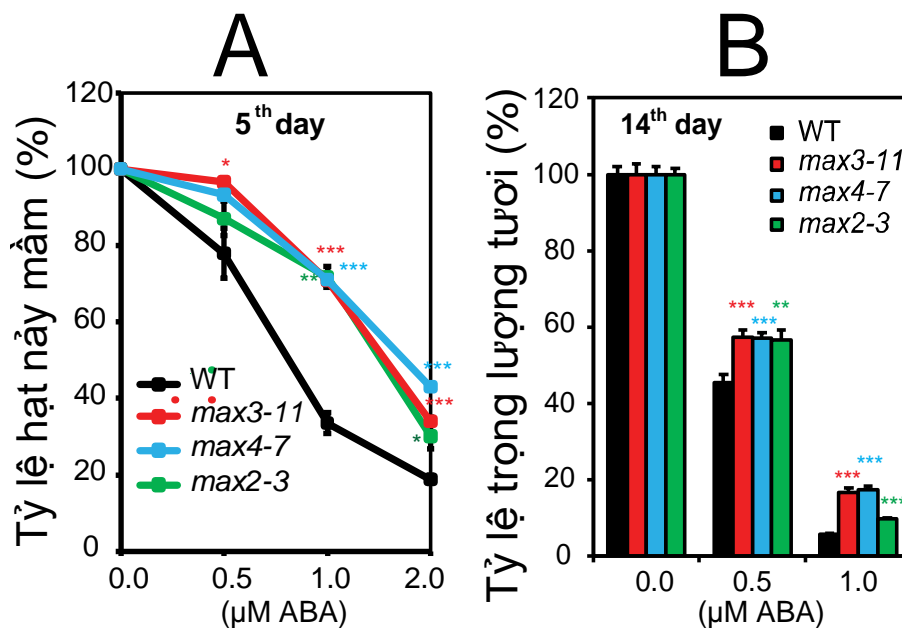 A
Tỷ lệ hạt nảy mầm (%)
120
100
80
60
40
20
0
5th day
*
***
***
**
***
***
*
WT
max3-11
max4-7
max2-3
0.0
0.5
1.0
2.0
(µM ABA)
B
Tỷ lệ trọng lượng tươi (%)
120
100
80
60
40
20
0
14th day
WT
max3-11
max4-7
max2-3
***
***
**
***
***
***
0.0
0.5
1.0
(µM ABA)